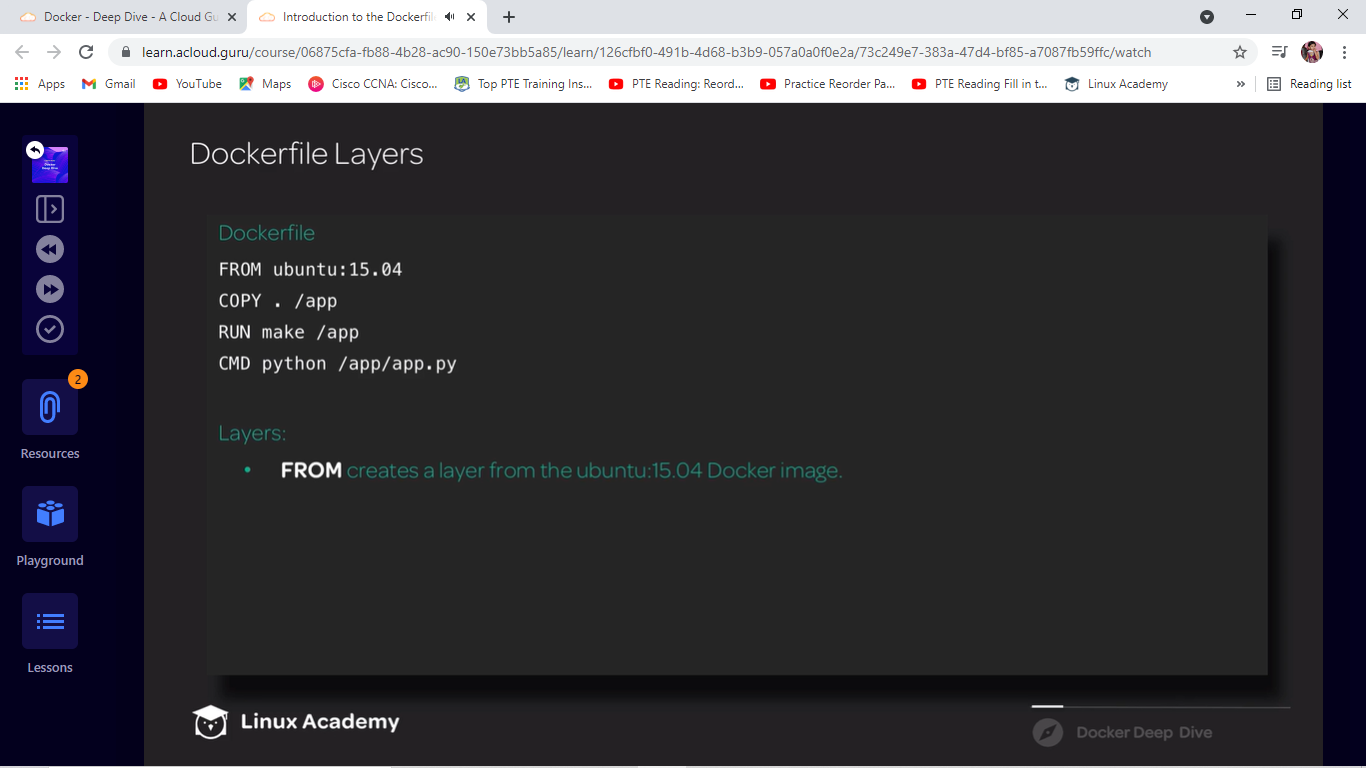 Docker - Deep Dive - A Cloud Gu
Introduction to the Dockerfile
learn.acloud.guru/course/06875cfa-fb88-4b28-ac90-150e73bb5a85/learn/126cfbf0-491b-4d68-b3b9-057a0a0f0e2a/73c249e7-383a-47d4-bf85-a7087fb59ffc/watch
Apps Gmail YouTube Maps Cisco CCNA: Cisco... Top PTE Training Ins... PTE Reading: Reord... Practice Reorder Pa... PTE Reading Fill in t... Linux Academy » Reading list
Dockerfile Layers
Dockerfile
FROM ubuntu:15.04
COPY . /app
RUN make /app
CMD python /app/app.py
Layers:
• FROM creates a layer from the ubuntu:15.04 Docker image.
2
Resources
Playground
Lessons
Linux Academy
Docker Deep Dive